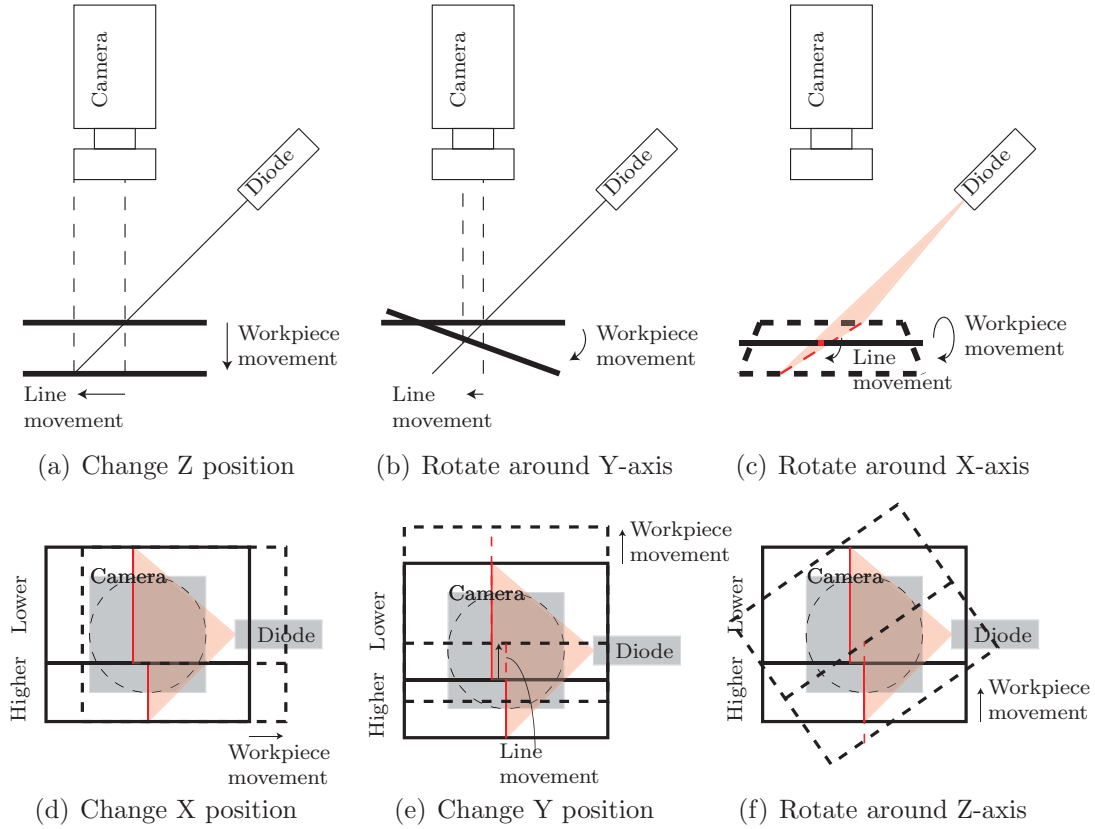 Camera
Diode
Workpiece
movement
Line
movement
(a) Change Z position
Camera
Diode
Workpiece
movement
Line
movement
(b) Rotate around Y-axis
Camera
Diode
Workpiece
movement
Line
movement
(c) Rotate around X-axis
Lower
Higher
Camera
Diode
Workpiece
movement
(d) Change X position
Lower
Higher
Camera
Diode
Workpiece
movement
Line
movement
(e) Change Y position
Lower
Higher
Camera
Diode
Workpiece
movement
(f) Rotate around Z-axis